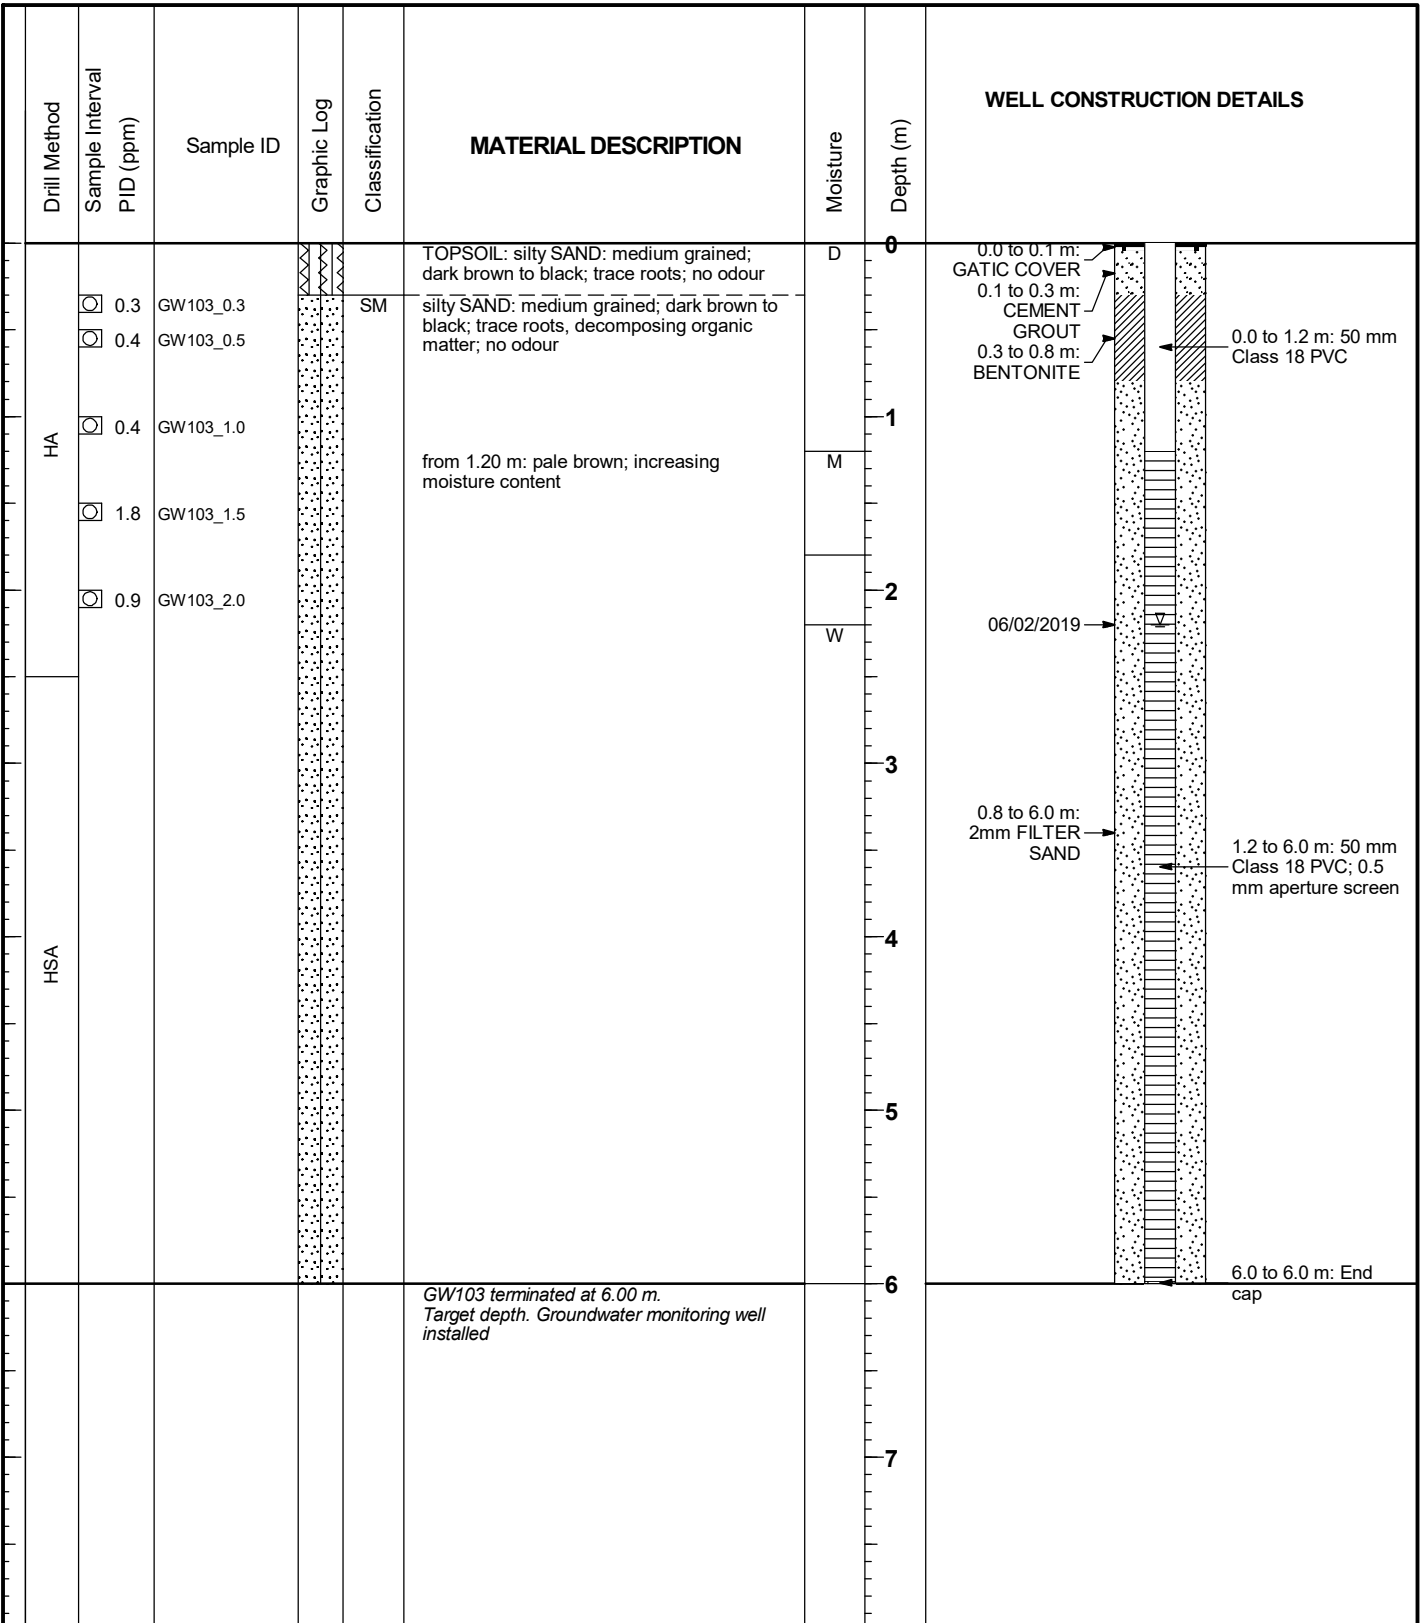 Drill Method
Sample Interval
PID (ppm)
Sample ID
Graphic Log
Classification
MATERIAL DESCRIPTION
Moisture
Depth (m)
WELL CONSTRUCTION DETAILS
TOPSOIL: silty SAND: medium grained;
dark brown to black; trace roots; no odour
D
0
0.0 to 0.1 m:
GATIC COVER
0.1 to 0.3 m:
CEMENT
GROUT
0.3 to 0.8 m:
BENTONITE
0.0 to 1.2 m: 50 mm
Class 18 PVC
0.3 GW103_0.3
SM
silty SAND: medium grained; dark brown to
black; trace roots, decomposing organic
matter; no odour
0.4 GW103_0.5
HA
0.4 GW103_1.0
1
from 1.20 m: pale brown; increasing
moisture content
M
1.8 GW103_1.5
0.9 GW103_2.0
2
W
06/02/2019
3
0.8 to 6.0 m:
2mm FILTER
SAND
1.2 to 6.0 m: 50 mm
Class 18 PVC; 0.5
mm aperture screen
HSA
4
5
6
6.0 to 6.0 m: End
cap
GW103 terminated at 6.00 m.
Target depth. Groundwater monitoring well
installed
7